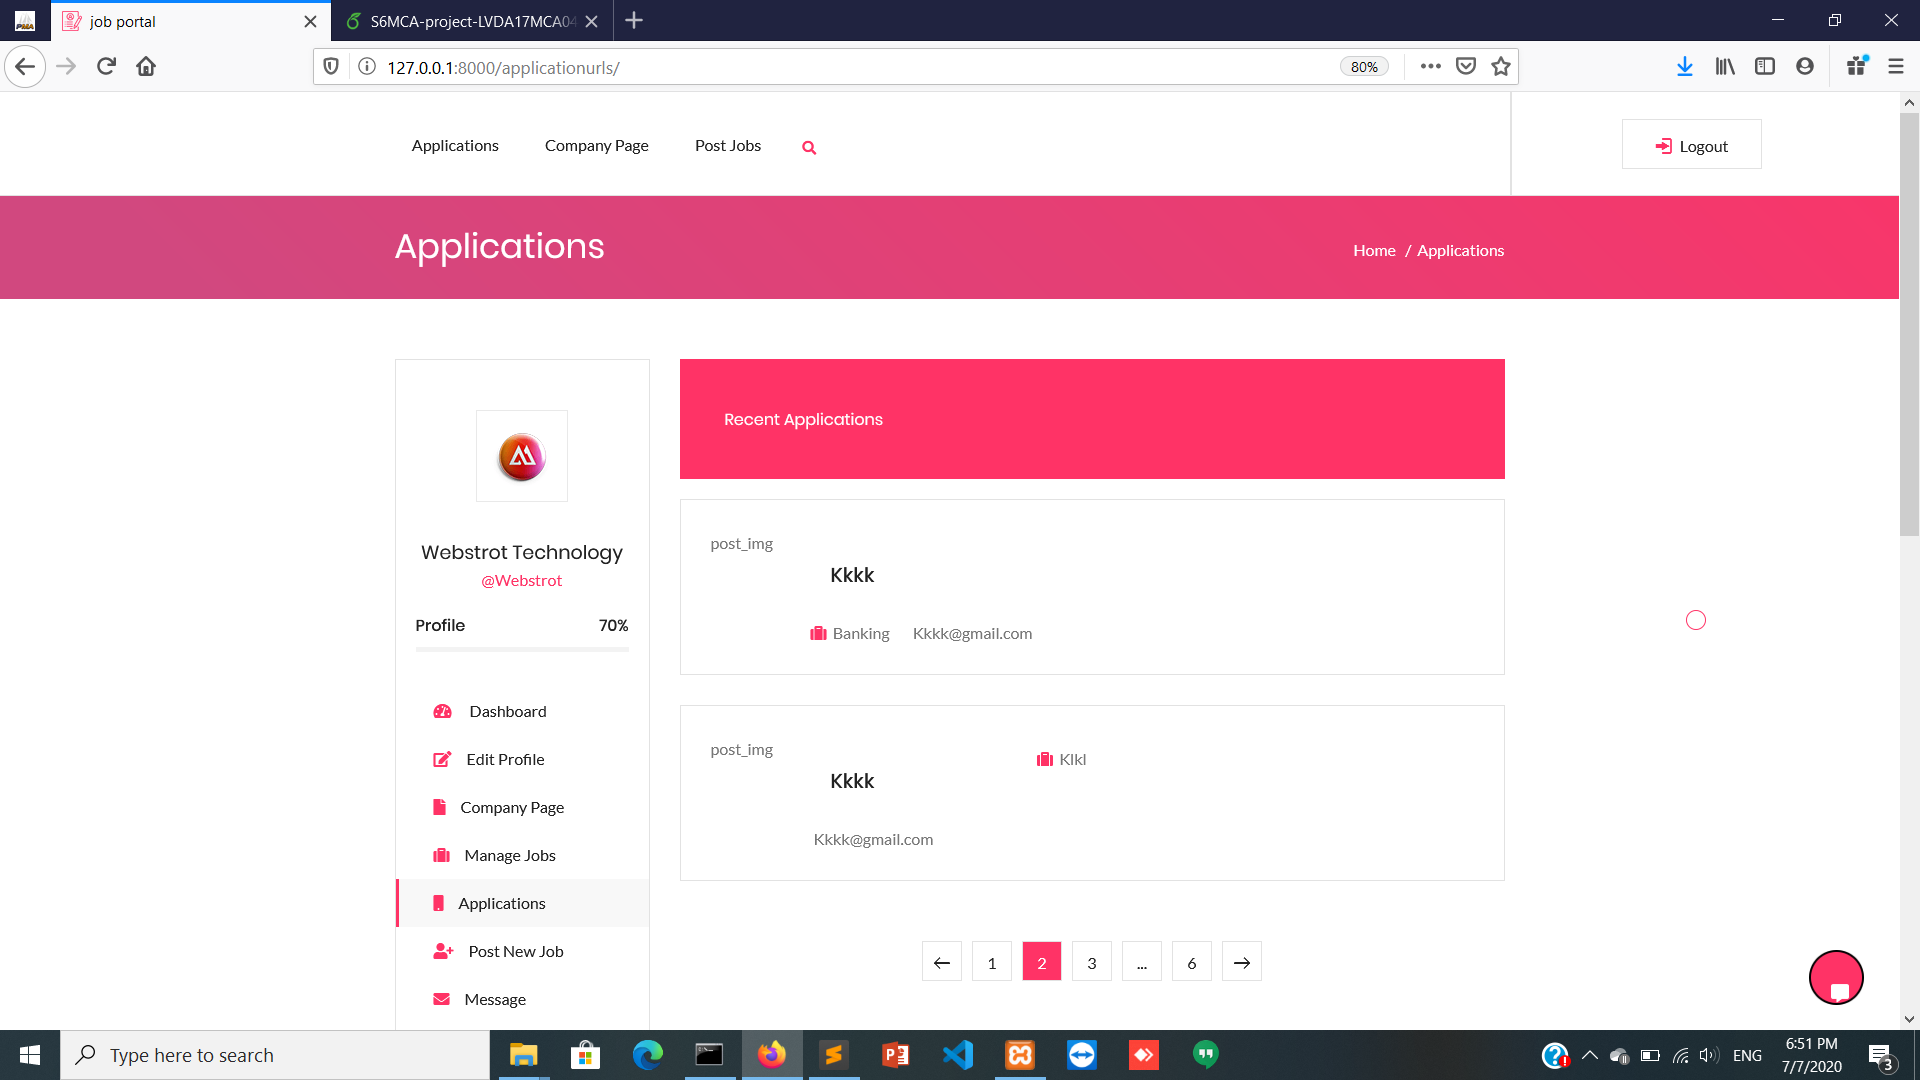 job portal
S6MCA-project-LVDA17MCA04
127.0.0.1:8000/applicationurls/
80%
Applications
Company Page
Post Jobs
Logout
Applications
Home / Applications
Webstrot Technology
@Webstrot
Profile 70%
Dashboard
Edit Profile
Company Page
Manage Jobs
Applications
Post New Job
Message
Recent Applications
post_img
Kkkk
Banking Kkkk@gmail.com
post_img
Kkkk
Klkl
Kkkk@gmail.com
1 2 3 ... 6
Type here to search
ENG
6:51 PM
7/7/2020
3